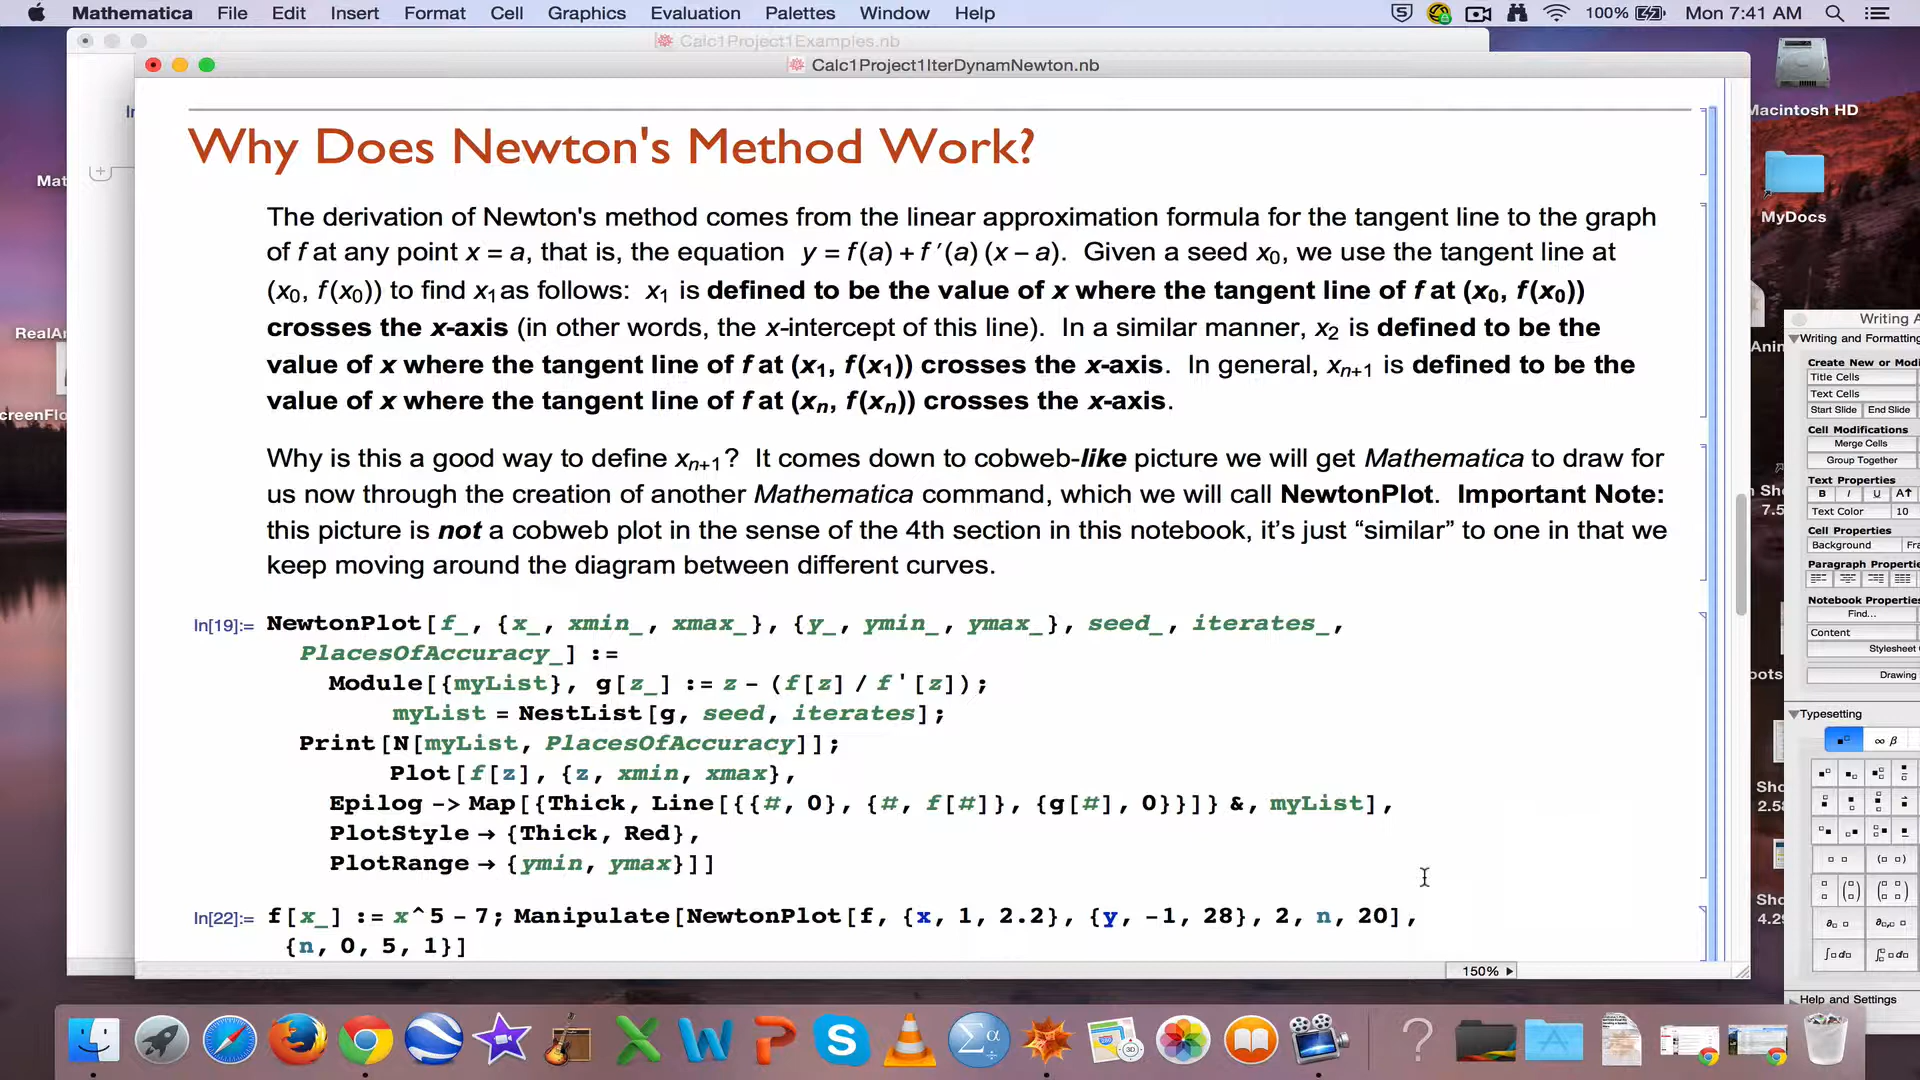 Mathematica File Edit Insert Format Cell Graphics Evaluation Palettes Window Help 100% Mon 7:41 AM
Calc1Project1Examples.nb
Calc1Project1IterDynamNewton.nb
Macintosh HD
MyDocs
Why Does Newton's Method Work?
The derivation of Newton's method comes from the linear approximation formula for the tangent line to the graph
of f at any point x = a, that is, the equation y = f(a) + f ′(a) (x – a). Given a seed x0, we use the tangent line at
(x0, f(x0)) to find x1 as follows: x1 is defined to be the value of x where the tangent line of f at (x0, f(x0))
crosses the x-axis (in other words, the x-intercept of this line). In a similar manner, x2 is defined to be the
value of x where the tangent line of f at (x1, f(x1)) crosses the x-axis. In general, xn+1 is defined to be the
value of x where the tangent line of f at (xn, f(xn)) crosses the x-axis.
Why is this a good way to define xn+1? It comes down to cobweb-like picture we will get Mathematica to draw for
us now through the creation of another Mathematica command, which we will call NewtonPlot. Important Note:
this picture is not a cobweb plot in the sense of the 4th section in this notebook, it's just “similar” to one in that we
keep moving around the diagram between different curves.
In[19]:= NewtonPlot[f_, {x_, xmin_, xmax_}, {y_, ymin_, ymax_}, seed_, iterates_,
PlacesOfAccuracy_] :=
Module[{myList}, g[z_] := z - (f[z] / f'[z]);
myList = NestList[g, seed, iterates];
Print[N[myList, PlacesOfAccuracy]];
Plot[f[z], {z, xmin, xmax},
Epilog -> Map[{Thick, Line[{{#, 0}, {#, f[#]}, {g[#], 0}}]} &, myList],
PlotStyle → {Thick, Red},
PlotRange → {ymin, ymax}]]
In[22]:= f[x_] := x^5 - 7; Manipulate[NewtonPlot[f, {x, 1, 2.2}, {y, -1, 28}, 2, n, 20],
{n, 0, 5, 1}]
150%
Writing A
Writing and Formatting
Create New or Modi
Title Cells
Text Cells
Start Slide End Slide
Cell Modifications
Merge Cells
Group Together
Text Properties
B I U A↑
Text Color 10
Cell Properties
Background Fra
Paragraph Propertie
Notebook Properties
Find...
Content
Stylesheet
Drawing
Typesetting
∞ β
Help and Settings